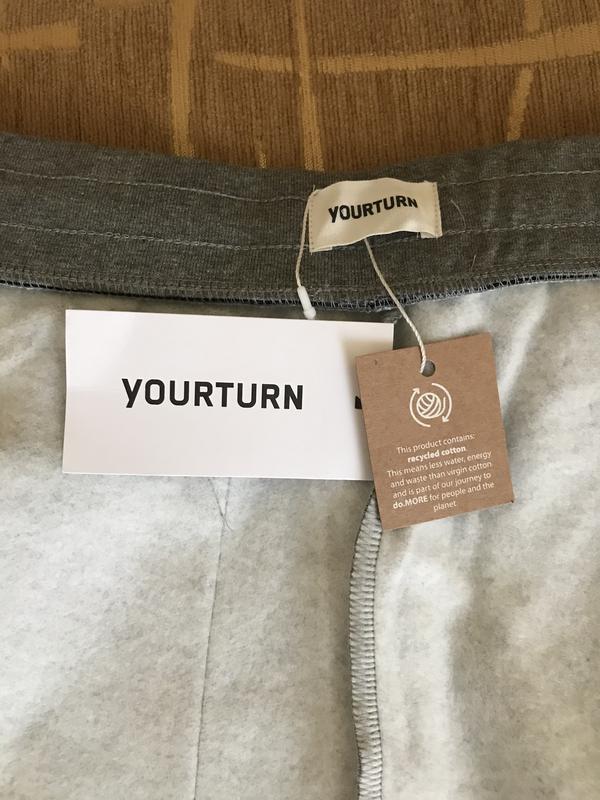 YOURTURN
YOURTURN
This product contains:
recycled cotton
This means less water, energy
and waste than virgin cotton
and is part of our journey to
do.MORE for people and the
planet